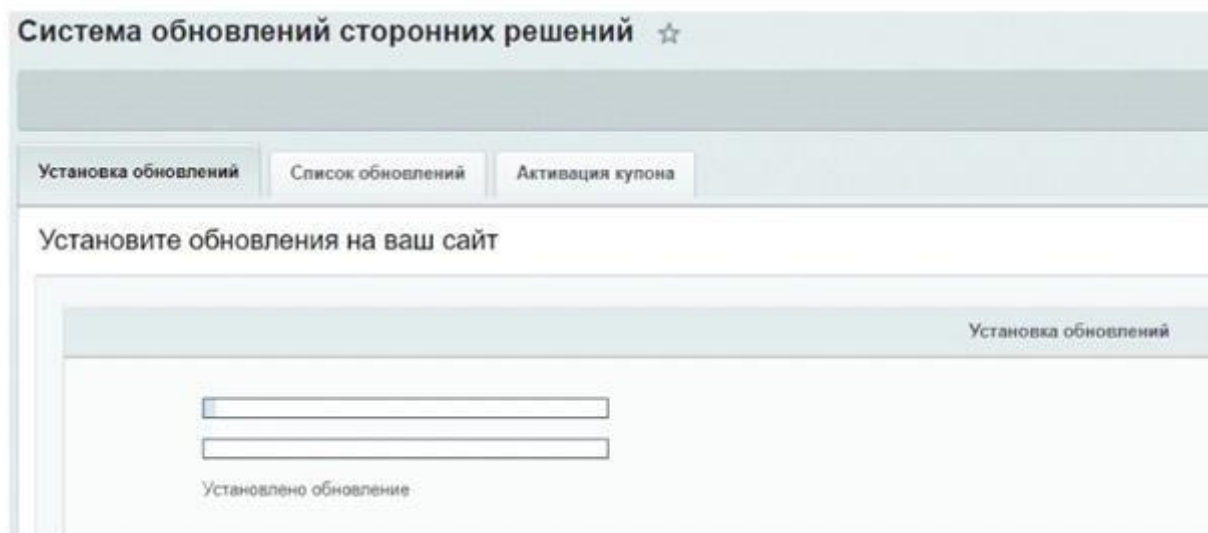 Система обновлений сторонних решений
Установка обновлений Список обновлений Активация купона
Установите обновления на ваш сайт
Установка обновлений
Установлено обновление